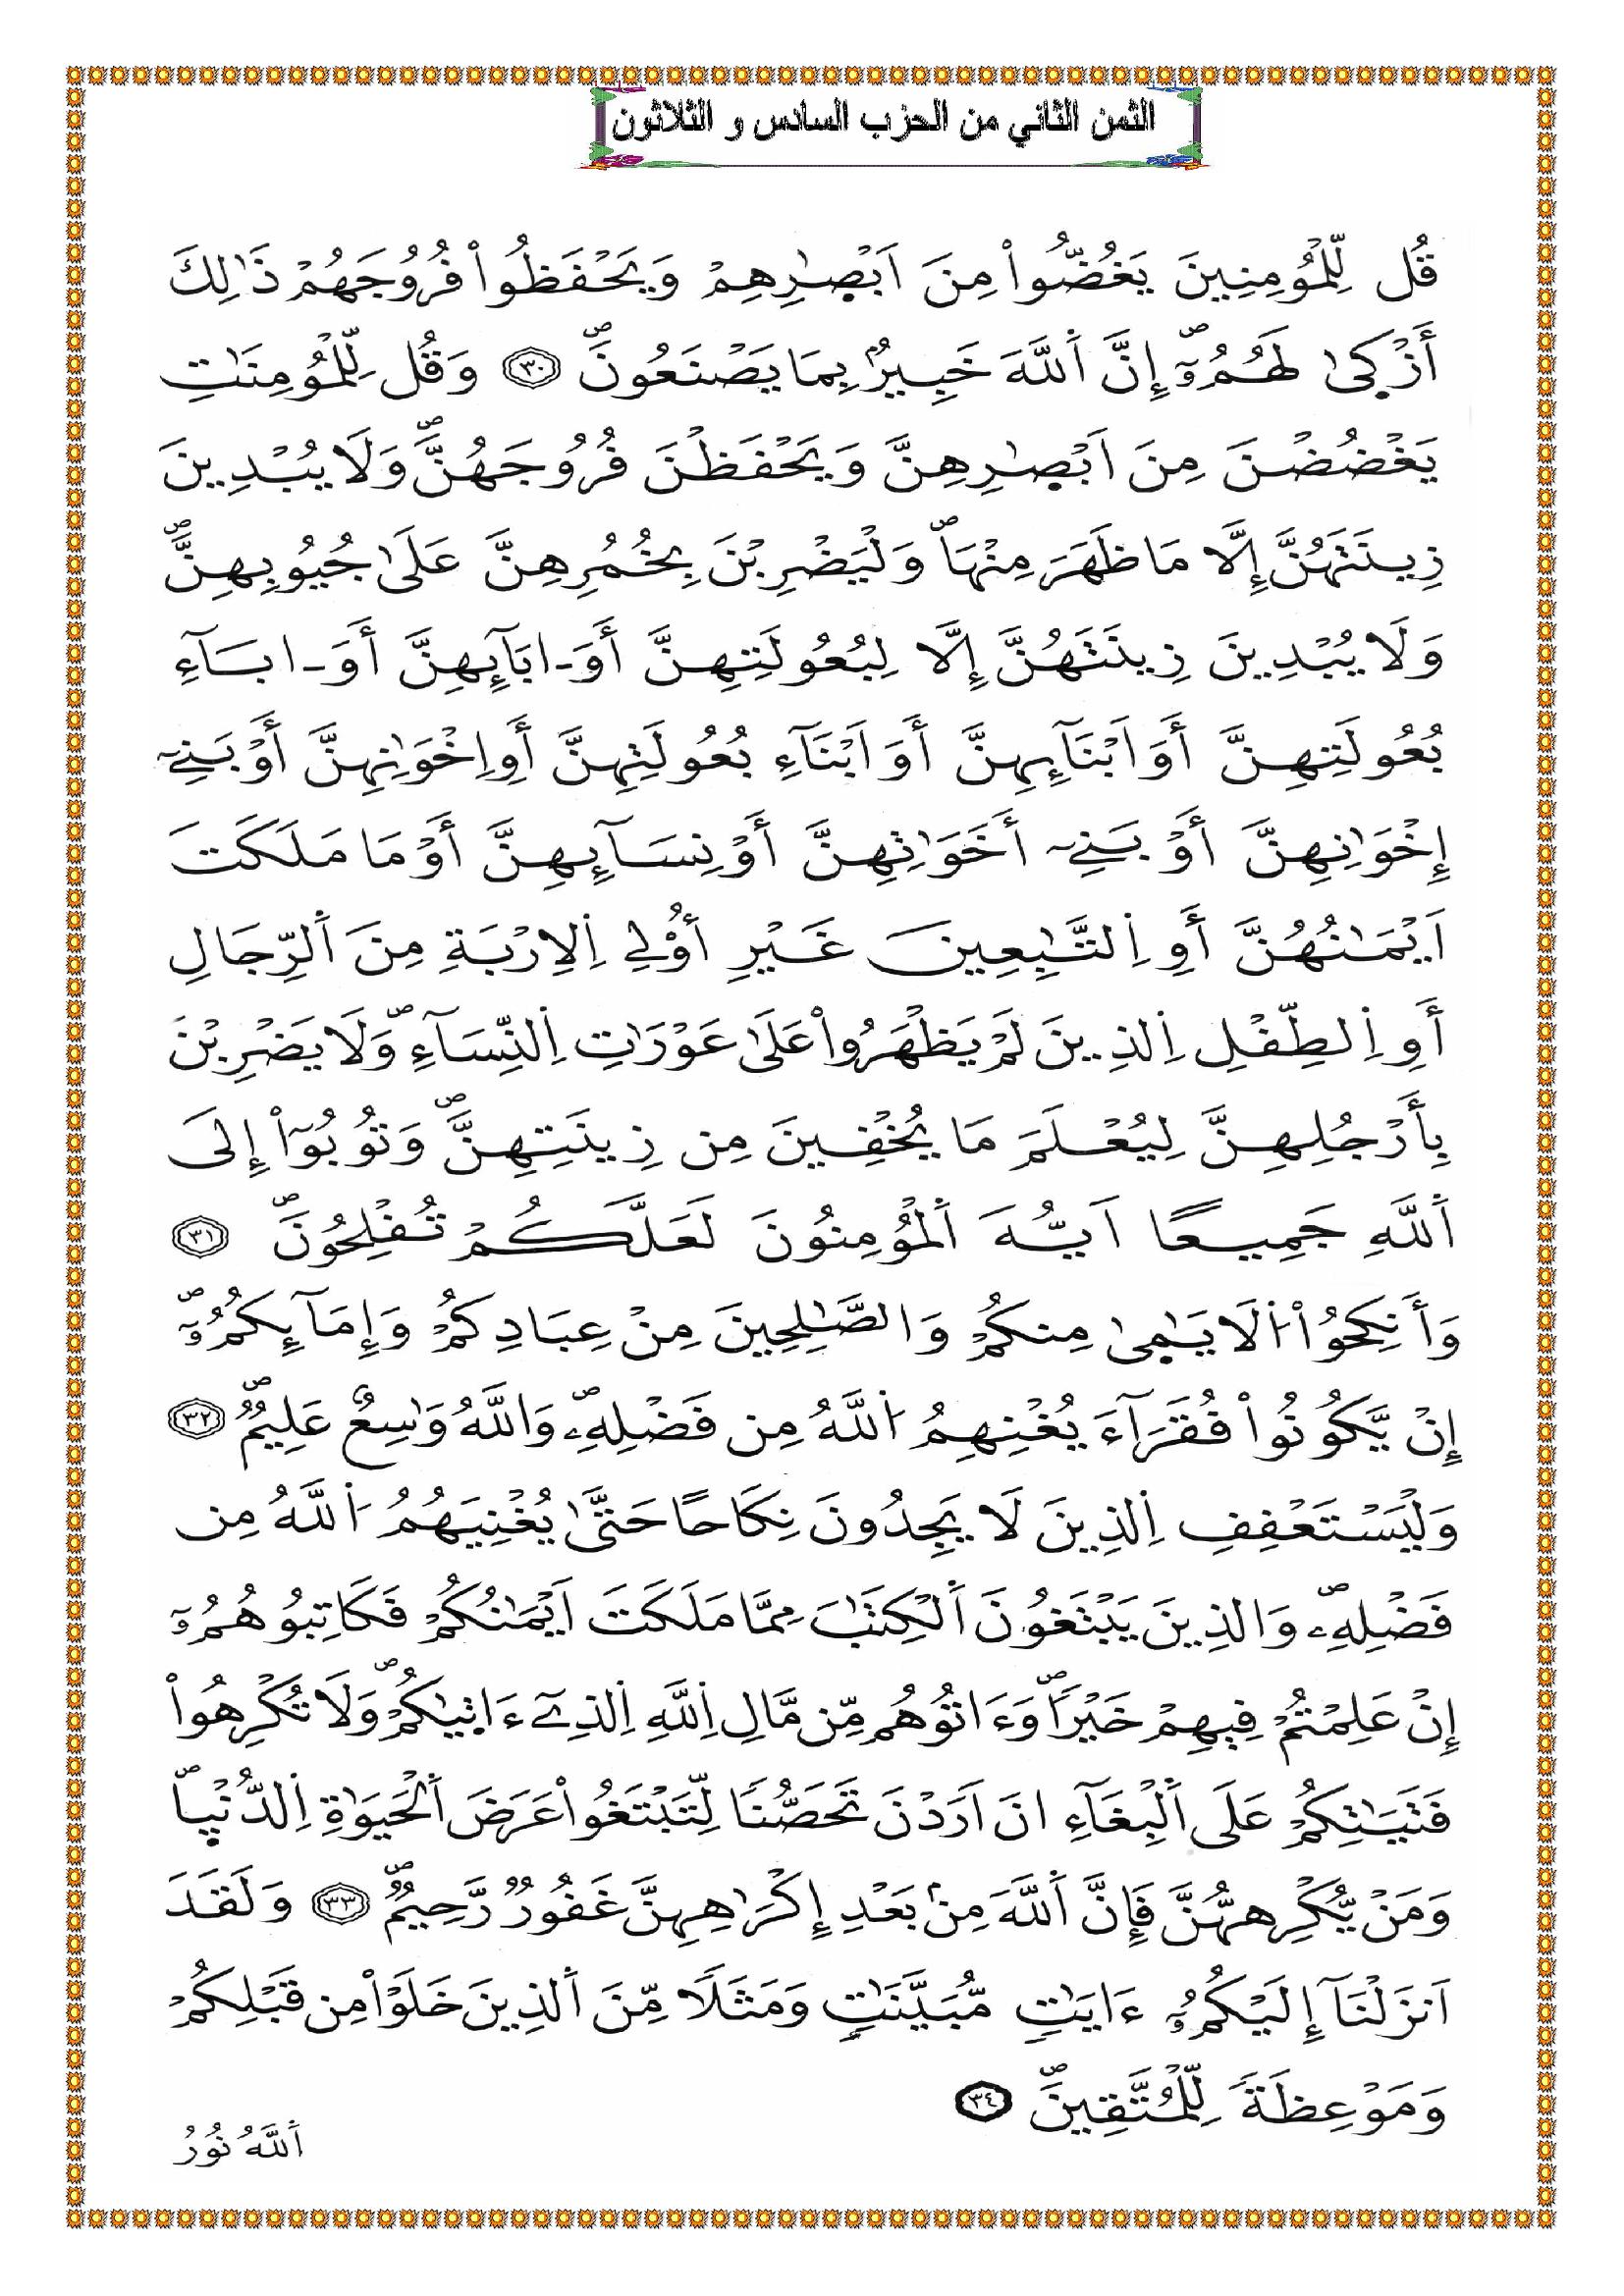 الثمن الثاني من الحزب السادس و الثلاثون
قُل لِّلْمُومِنِينَ يَغُضُّواْ مِنَ اَبْصٰ۪رِهِمْ وَيَحْفَظُواْ فُرُوجَهُمْ ذَٰلِكَ
أَزْك۪ىٰ لَهُمُۥٓۖ إِنَّ اَ۬للَّهَ خَبِيرُۢ بِمَا يَصْنَعُونَۖ ٣٠ وَقُل لِّلْمُومِنَٰتِ
يَغْضُضْنَ مِنَ اَبْصٰ۪رِهِنَّ وَيَحْفَظْنَ فُرُوجَهُنَّۖ وَلَا يُبْدِينَ
زِينَتَهُنَّ إِلَّا مَا ظَهَرَ مِنْهَاۖ وَلْيَضْرِبْنَ بِخُمُرِهِنَّ عَلَىٰ جُيُوبِهِنَّۖ
وَلَا يُبْدِينَ زِينَتَهُنَّ إِلَّا لِبُعُولَتِهِنَّ أَوَ ـ ابَآئِهِنَّ أَوَ ـ ابَآءِ
بُعُولَتِهِنَّ أَوَ اَبْنَآئِهِنَّ أَوَ اَبْنَآءِ بُعُولَتِهِنَّ أَوِ اِخْوَٰنِهِنَّ أَوْ بَنِےٓ
إِخْوَٰنِهِنَّ أَوْ بَنِےٓ أَخَوَٰتِهِنَّ أَوْ نِسَآئِهِنَّ أَوْ مَا مَلَكَتَ
اَيْمَٰنُهُنَّ أَوِ اِ۬لتَّٰبِعِينَ غَيْرِ أُوْلِے اِ۬لِارْبَةِ مِنَ اَ۬لرِّجَالِ
أَوِ اِ۬لطِّفْلِ اِ۬لذِينَ لَمْ يَظْهَرُواْ عَلَىٰ عَوْرَٰتِ اِ۬لنِّسَآءِۖ وَلَا يَضْرِبْنَ
بِأَرْجُلِهِنَّ لِيُعْلَمَ مَا يُخْفِينَ مِن زِينَتِهِنَّۖ وَتُوبُوٓاْ إِلَى
اَ۬للَّهِ جَمِيعًا اَيُّهَ اَ۬لْمُومِنُونَ لَعَلَّكُمْ تُفْلِحُونَۖ ٣١
وَأَنكِحُواْ اُ۬لَايَٰم۪ىٰ مِنكُمْ وَالصَّٰلِحِينَ مِنْ عِبَادِكُمْ وَإِمَآئِكُمُۥٓۖ
إِنْ يَّكُونُواْ فُقَرَآءَ يُغْنِهِمُ اُ۬للَّهُ مِن فَضْلِهِۦۖ وَاللَّهُ وَٰسِعٌ عَلِيمٌۖ ٣٢
وَلْيَسْتَعْفِفِ اِ۬لذِينَ لَا يَجِدُونَ نِكَاحًا حَتَّىٰ يُغْنِيَهُمُ اُ۬للَّهُ مِن
فَضْلِهِۦۖ وَالذِينَ يَبْتَغُونَ اَ۬لْكِتَٰبَ مِمَّا مَلَكَتَ اَيْمَٰنُكُمْ فَكَاتِبُوهُمُۥٓ
إِنْ عَلِمْتُمْ فِيهِمْ خَيْراٗۖ وَءَاتُوهُم مِّن مَّالِ اِ۬للَّهِ اِ۬لذِےٓ ءَات۪يٰكُمْۖ وَلَا تُكْرِهُواْ
فَتَيَٰتِكُمْ عَلَى اَ۬لْبِغَآءِ انَ اَرَدْنَ تَحَصُّناٗ لِّتَبْتَغُواْ عَرَضَ اَ۬لْحَيَوٰةِ اِ۬لدُّنْي۪اۖ
وَمَنْ يُّكْرِههُّنَّ فَإِنَّ اَ۬للَّهَ مِنۢ بَعْدِ إِكْرَٰهِهِنَّ غَفُورٌ رَّحِيمٌۖ ٣٣ وَلَقَدَ
اَنزَلْنَآ إِلَيْكُمُۥٓ ءَايَٰتٍ مُّبَيَّنَٰتٍ وَمَثَلًا مِّنَ اَ۬لذِينَ خَلَوْاْ مِن قَبْلِكُمْ
وَمَوْعِظَةً لِّلْمُتَّقِينَۖ ٣٤
اَ۬للَّهُ نُورُ